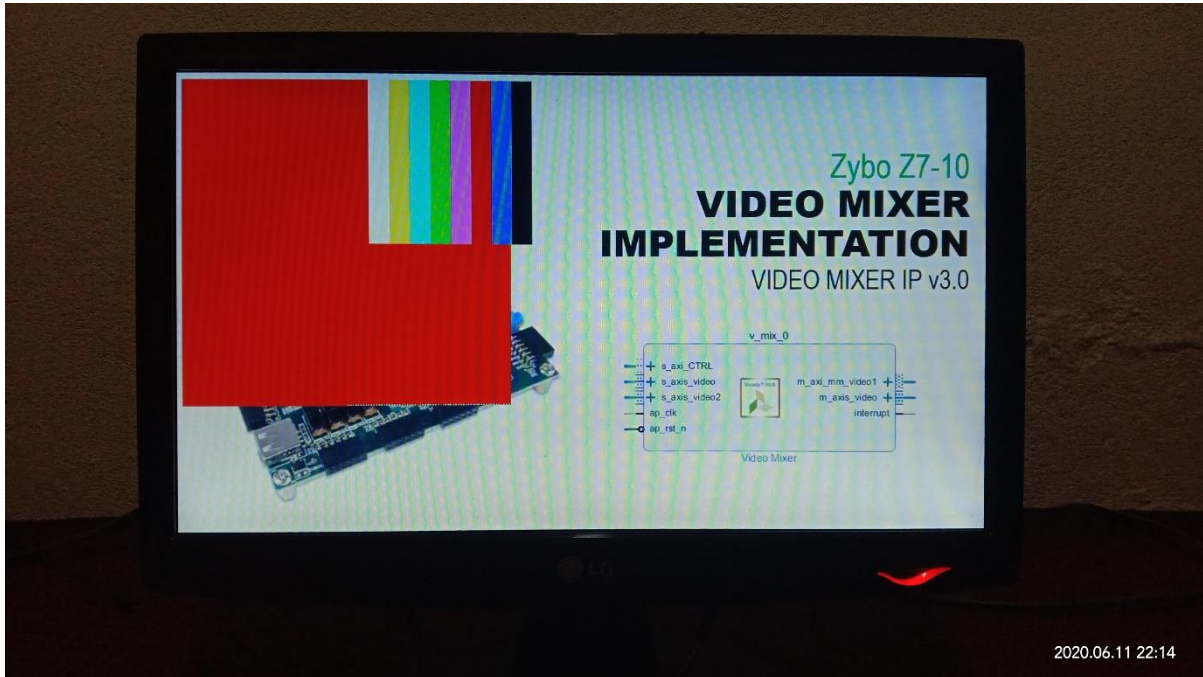 Zybo Z7-10
VIDEO MIXER
IMPLEMENTATION
VIDEO MIXER IP v3.0
v_mix_0
s_axi_CTRL
s_axis_video
s_axis_video2
ap_clk
ap_rst_n
m_axi_mm_video1
m_axis_video
interrupt
Video Mixer
LG
2020.06.11 22:14